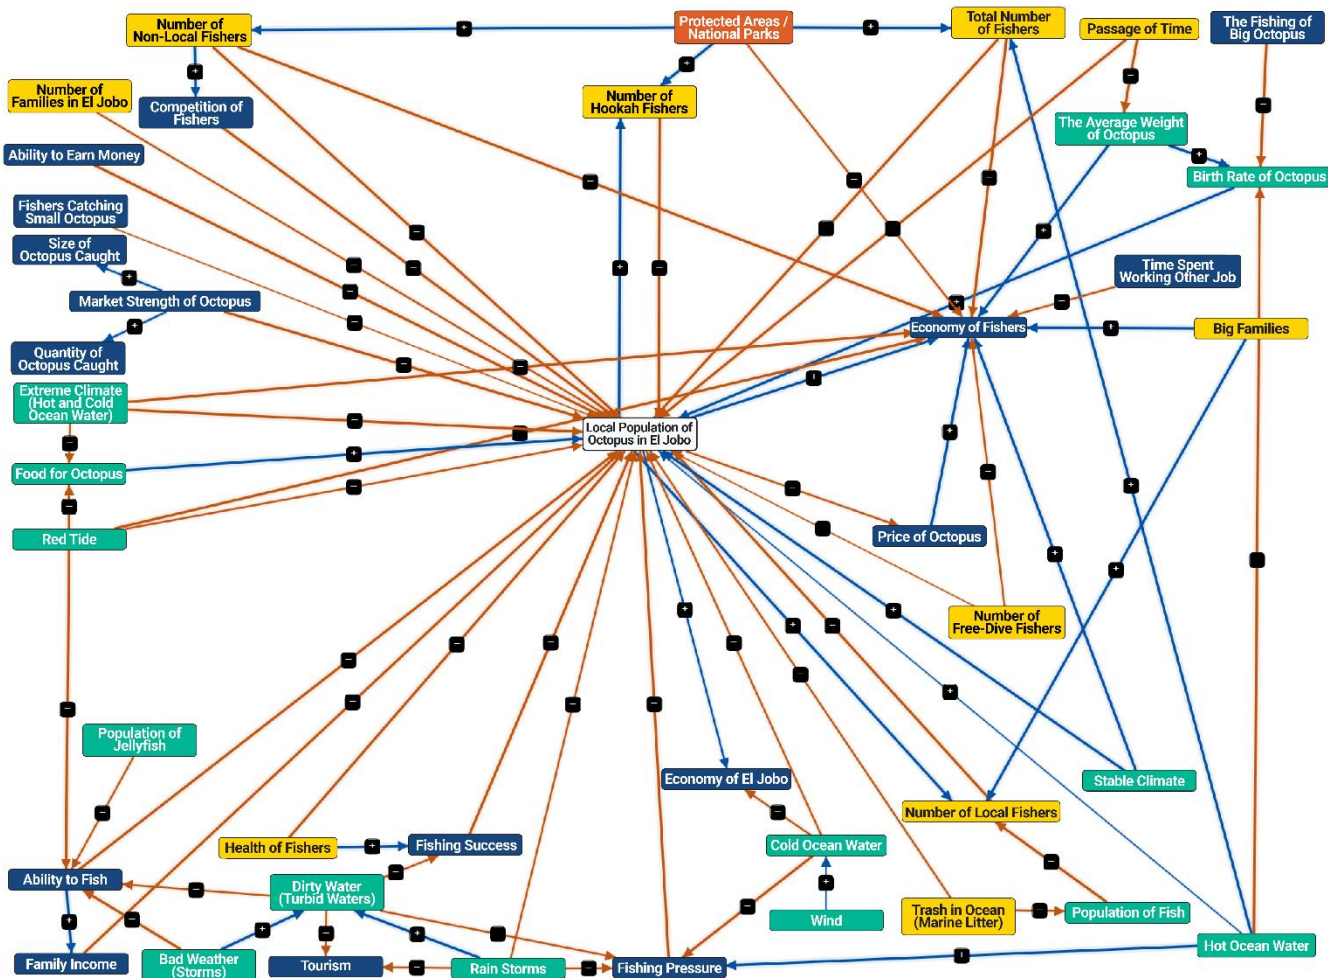 Number of
Non-Local Fishers
Protected Areas /
National Parks
Total Number
of Fishers
Passage of Time
The Fishing of
Big Octopus
Number of
Families in El Jobo
Competition of
Fishers
Number of
Hookah Fishers
The Average Weight
of Octopus
Ability to Earn Money
Birth Rate of Octopus
Fishers Catching
Small Octopus
Size of
Octopus Caught
Market Strength of Octopus
Time Spent
Working Other Job
Economy of Fishers
Big Families
Quantity of
Octopus Caught
Extreme Climate
(Hot and Cold
Ocean Water)
Local Population of
Octopus in El Jobo
Food for Octopus
Red Tide
Price of Octopus
Number of
Free-Dive Fishers
Population of
Jellyfish
Economy of El Jobo
Stable Climate
Number of Local Fishers
Health of Fishers
Fishing Success
Cold Ocean Water
Ability to Fish
Dirty Water
(Turbid Waters)
Wind
Trash in Ocean
(Marine Litter)
Population of Fish
Hot Ocean Water
Family Income
Bad Weather
(Storms)
Tourism
Rain Storms
Fishing Pressure